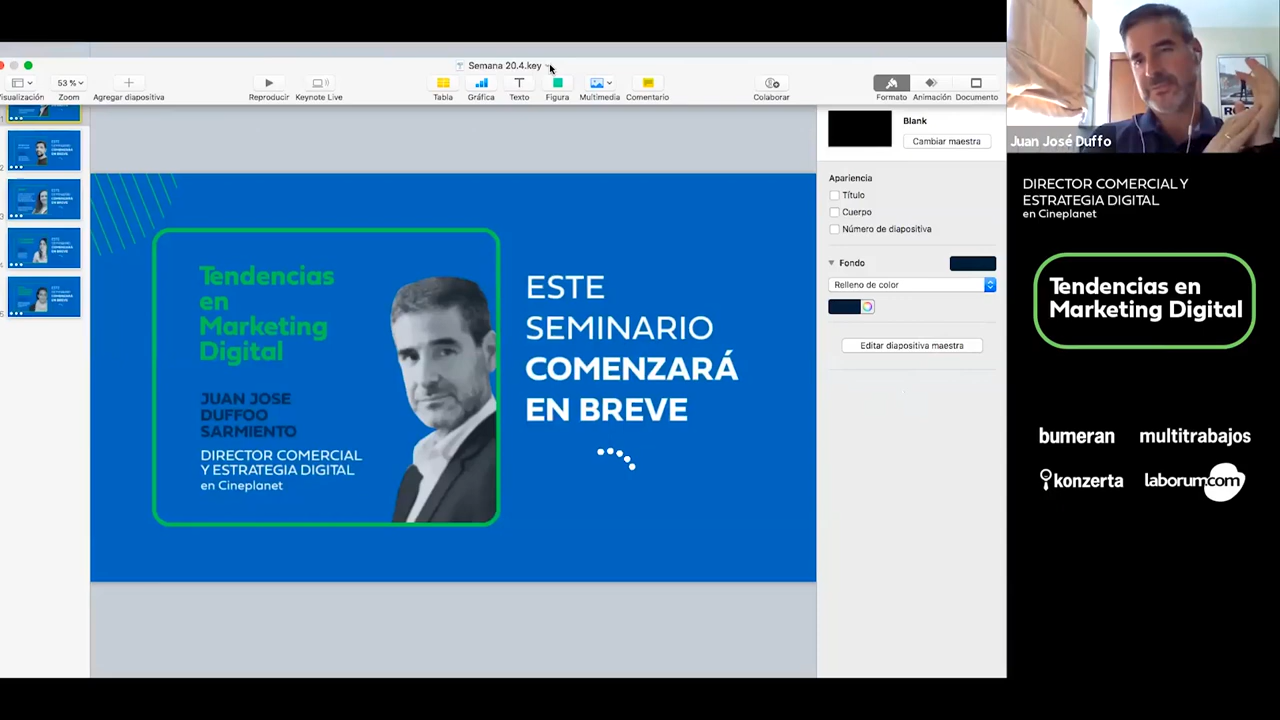 Semana 20.4.key
53 %
Visualización
Zoom
Agregar diapositiva
Reproducir
Keynote Live
Tabla
Gráfica
Texto
Figura
Multimedia
Comentario
Colaborar
Formato
Animación
Documento
Blank
Cambiar maestra
Apariencia
Título
Cuerpo
Número de diapositiva
Fondo
Relleno de color
Editar diapositiva maestra
Tendencias
en
Marketing
Digital
JUAN JOSE
DUFFOO
SARMIENTO
DIRECTOR COMERCIAL
Y ESTRATEGIA DIGITAL
en Cineplanet
ESTE
SEMINARIO
COMENZARÁ
EN BREVE
Juan José Duffo
DIRECTOR COMERCIAL Y
ESTRATEGIA DIGITAL
en Cineplanet
Tendencias en
Marketing Digital
bumeran
multitrabajos
konzerta
laborum.com